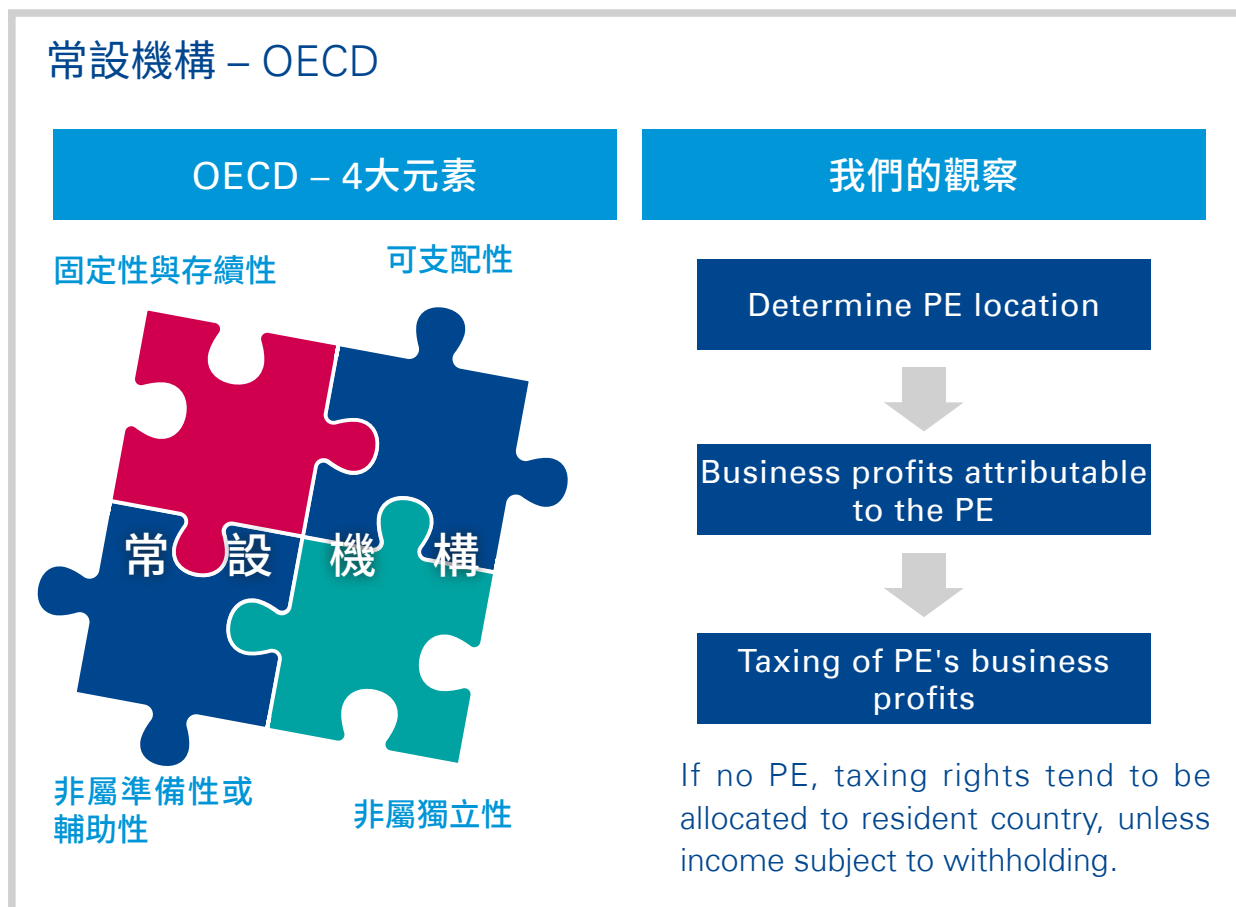 常設機構 – OECD
OECD – 4大元素
固定性與存續性
可支配性
常 設 機 構
非屬準備性或
輔助性
非屬獨立性
我們的觀察
Determine PE location
Business profits attributable
to the PE
Taxing of PE's business
profits
If no PE, taxing rights tend to be
allocated to resident country, unless
income subject to withholding.